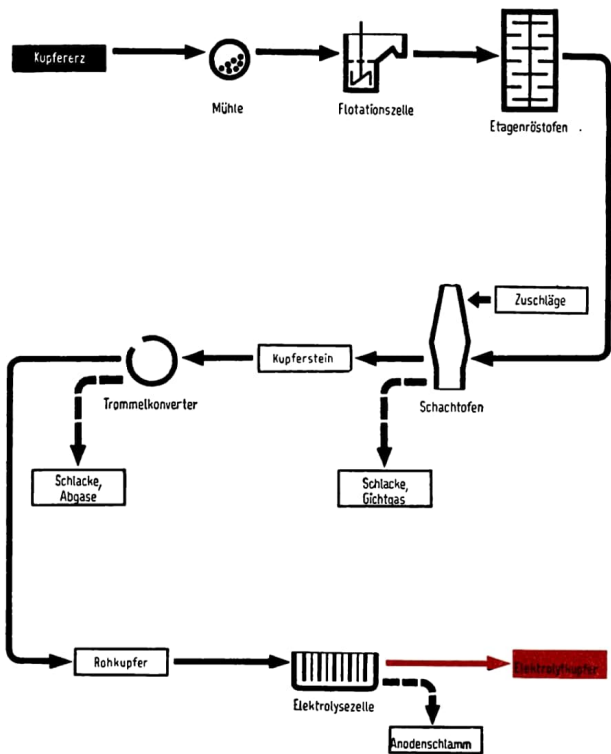 Kupfererz
Mühle
Flotationszelle
Etagenröstofen
Zuschläge
Kupferstein
Trommelkonverter
Schachtofen
Schlacke,
Abgase
Schlacke,
Gichtgas
Rohkupfer
Elektrolytkupfer
Elektrolysezelle
Anodenschlamm